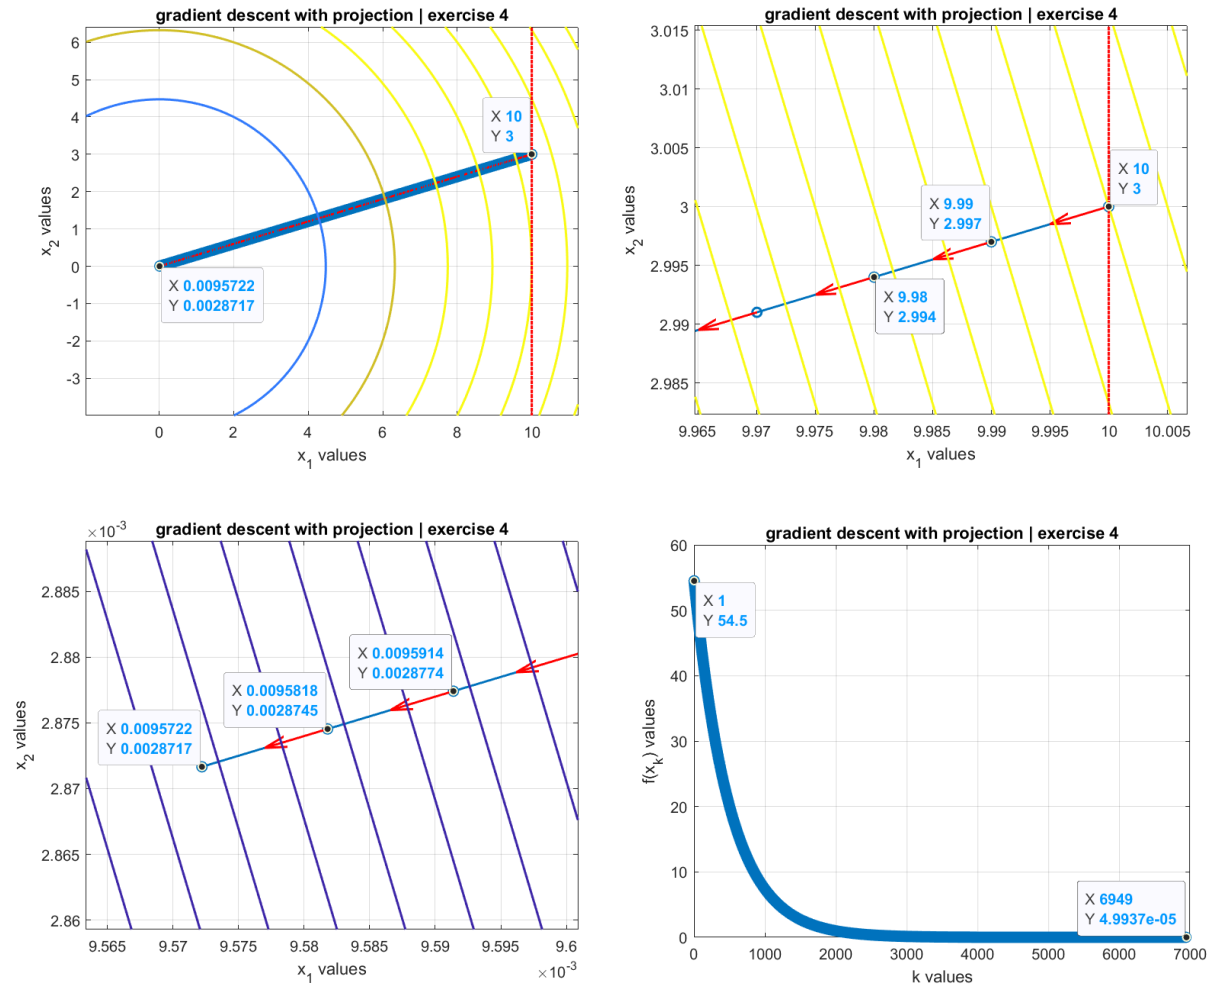 gradient descent with projection | exercise 4
6
5
4
3
2
1
0
-1
-2
-3
x2 values
X 10
Y 3
X 0.0095722
Y 0.0028717
0 2 4 6 8 10
x1 values
gradient descent with projection | exercise 4
3.015
3.01
3.005
3
2.995
2.99
2.985
x2 values
X 10
Y 3
X 9.99
Y 2.997
X 9.98
Y 2.994
9.965 9.97 9.975 9.98 9.985 9.99 9.995 10 10.005
x1 values
gradient descent with projection | exercise 4
×10-3
2.885
2.88
2.875
2.87
2.865
2.86
x2 values
X 0.0095914
Y 0.0028774
X 0.0095818
Y 0.0028745
X 0.0095722
Y 0.0028717
9.565 9.57 9.575 9.58 9.585 9.59 9.595 9.6
×10-3
x1 values
gradient descent with projection | exercise 4
60
50
40
30
20
10
0
f(xk) values
X 1
Y 54.5
X 6949
Y 4.9937e-05
0 1000 2000 3000 4000 5000 6000 7000
k values